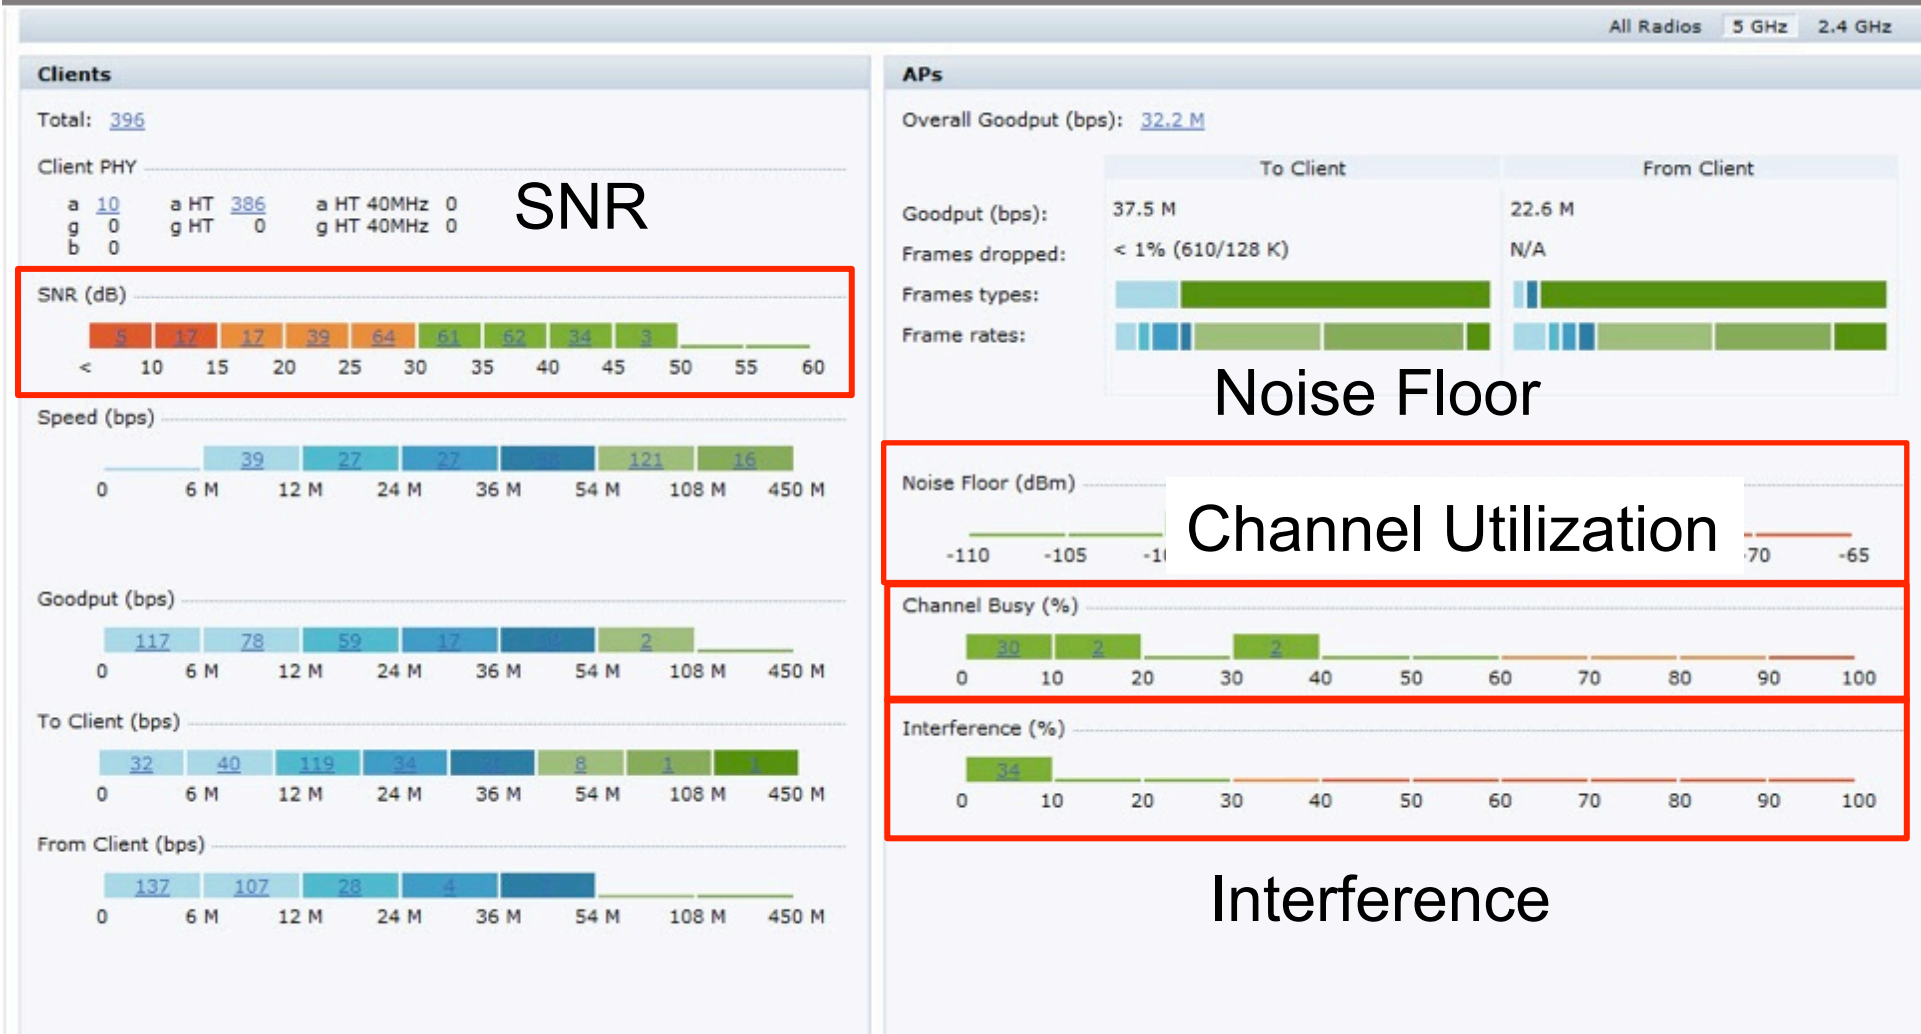 All Radios 5 GHz 2.4 GHz
Clients
Total: 396
Client PHY
SNR
a 10 a HT 386 a HT 40MHz 0
g 0 g HT 0 g HT 40MHz 0
b 0
SNR (dB)
5 17 17 39 64 61 62 34 3
< 10 15 20 25 30 35 40 45 50 55 60
Speed (bps)
39 27 27 121 16
0 6 M 12 M 24 M 36 M 54 M 108 M 450 M
Goodput (bps)
117 78 59 17 2
0 6 M 12 M 24 M 36 M 54 M 108 M 450 M
To Client (bps)
32 40 119 34 8 1 1
0 6 M 12 M 24 M 36 M 54 M 108 M 450 M
From Client (bps)
137 107 28 4
0 6 M 12 M 24 M 36 M 54 M 108 M 450 M
APs
Overall Goodput (bps): 32.2 M
To Client From Client
Goodput (bps): 37.5 M 22.6 M
Frames dropped: < 1% (610/128 K) N/A
Frames types:
Frame rates:
Noise Floor
Noise Floor (dBm)
Channel Utilization
-110 -105 -70 -65
Channel Busy (%)
30 2 2
0 10 20 30 40 50 60 70 80 90 100
Interference (%)
34
0 10 20 30 40 50 60 70 80 90 100
Interference